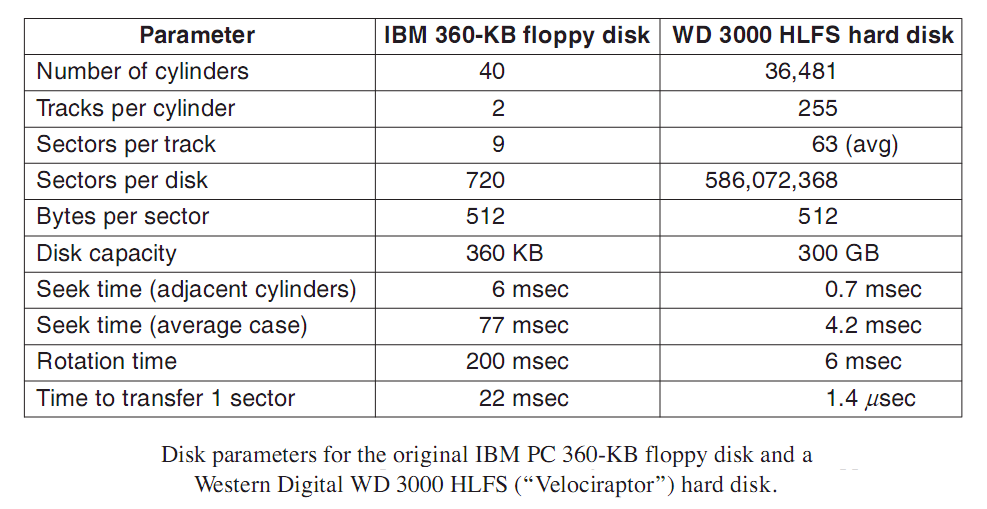 Parameter IBM 360-KB floppy disk WD 3000 HLFS hard disk
Number of cylinders 40 36,481
Tracks per cylinder 2 255
Sectors per track 9 63 (avg)
Sectors per disk 720 586,072,368
Bytes per sector 512 512
Disk capacity 360 KB 300 GB
Seek time (adjacent cylinders) 6 msec 0.7 msec
Seek time (average case) 77 msec 4.2 msec
Rotation time 200 msec 6 msec
Time to transfer 1 sector 22 msec 1.4 μsec
Disk parameters for the original IBM PC 360-KB floppy disk and a
Western Digital WD 3000 HLFS (“Velociraptor”) hard disk.